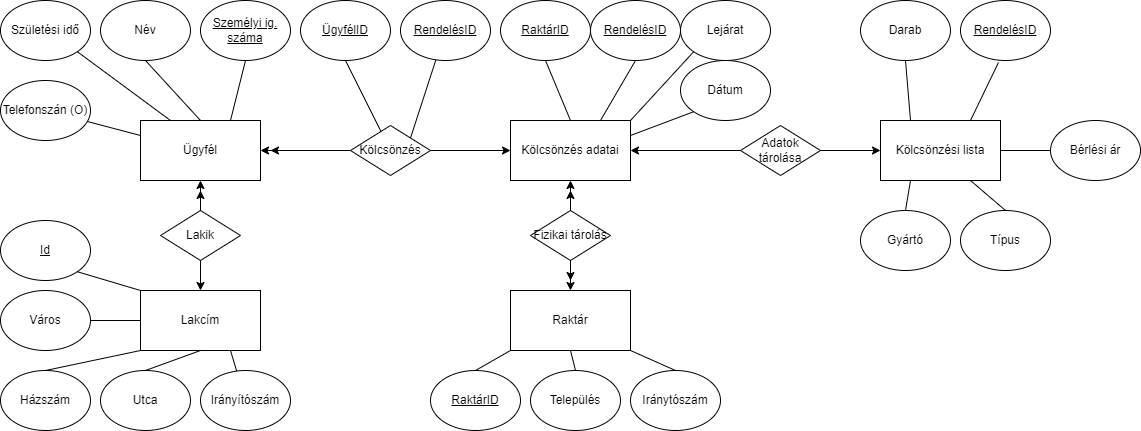 Születési idő
Név
Személyi ig.
száma
ÜgyfélID
RendelésID
RaktárID
RendelésID
Lejárat
Darab
RendelésID
Telefonszán (O)
Dátum
Ügyfél
Kölcsönzés
Kölcsönzés adatai
Adatok
tárolása
Kölcsönzési lista
Bérlési ár
Lakik
Fizikai tárolás
Gyártó
Típus
Id
Város
Lakcím
Raktár
Házszám
Utca
Irányítószám
RaktárID
Település
Iránytószám